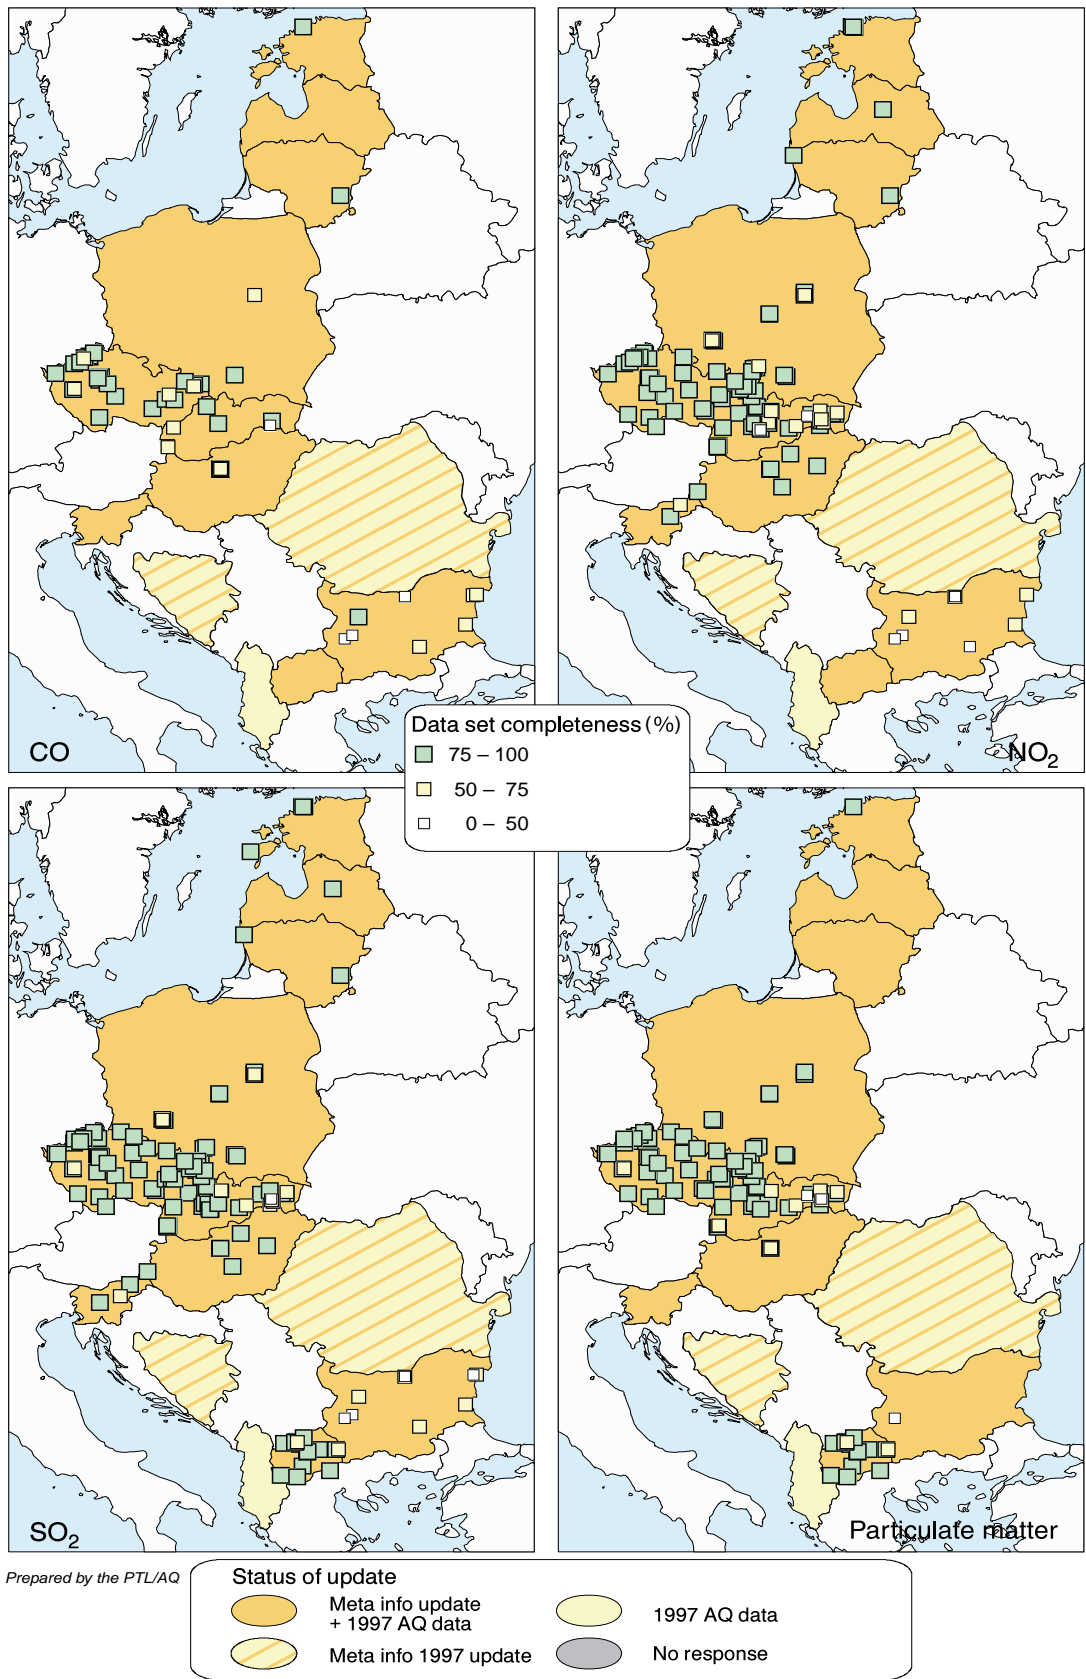 CO
NO2
Data set completeness (%)
75 – 100
50 – 75
0 – 50
SO2
Particulate matter
Prepared by the PTL/AQ
Status of update
Meta info update
+ 1997 AQ data
1997 AQ data
Meta info 1997 update
No response